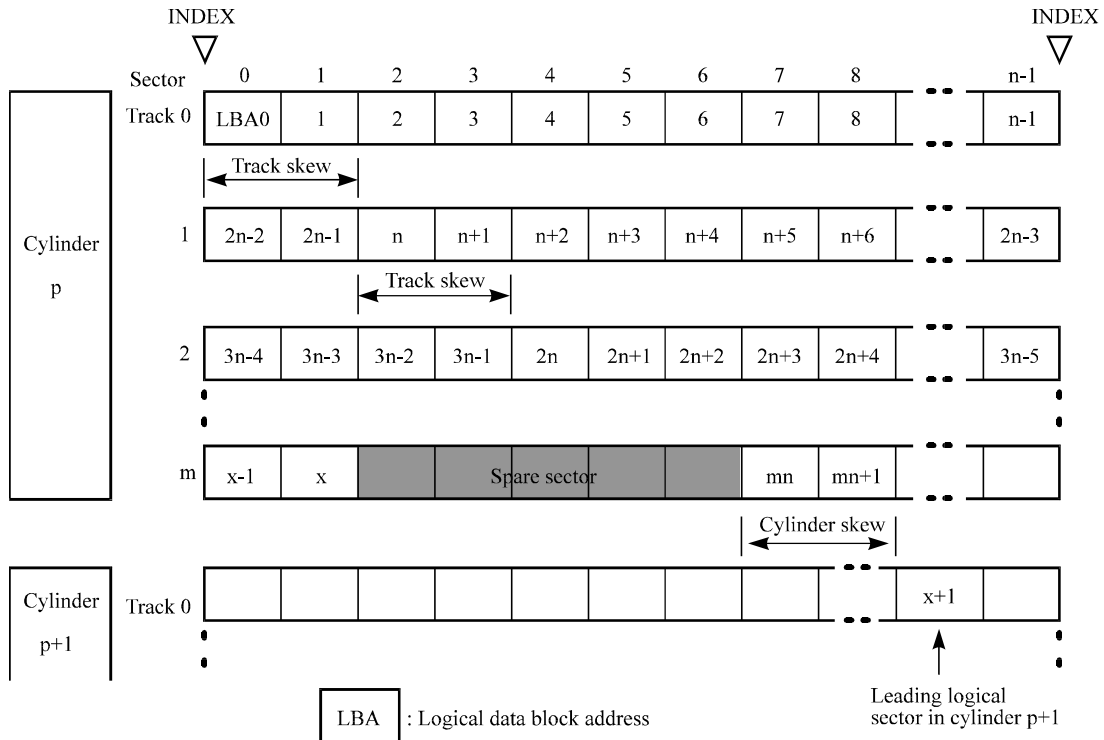 INDEX INDEX
Sector 0 1 2 3 4 5 6 7 8 n-1
Track 0 LBA0 1 2 3 4 5 6 7 8 n-1
Track skew
1 2n-2 2n-1 n n+1 n+2 n+3 n+4 n+5 n+6 2n-3
Cylinder
p
Track skew
2 3n-4 3n-3 3n-2 3n-1 2n 2n+1 2n+2 2n+3 2n+4 3n-5
m x-1 x Spare sector mn mn+1
Cylinder skew
Cylinder
p+1
Track 0 x+1
LBA : Logical data block address
Leading logical
sector in cylinder p+1